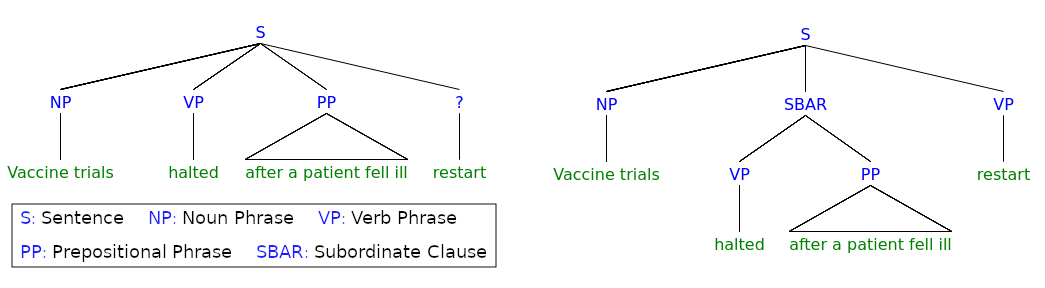 S
NP VP PP ?
Vaccine trials halted after a patient fell ill restart
S: Sentence NP: Noun Phrase VP: Verb Phrase
PP: Prepositional Phrase SBAR: Subordinate Clause
S
NP SBAR VP
Vaccine trials VP PP restart
halted after a patient fell ill